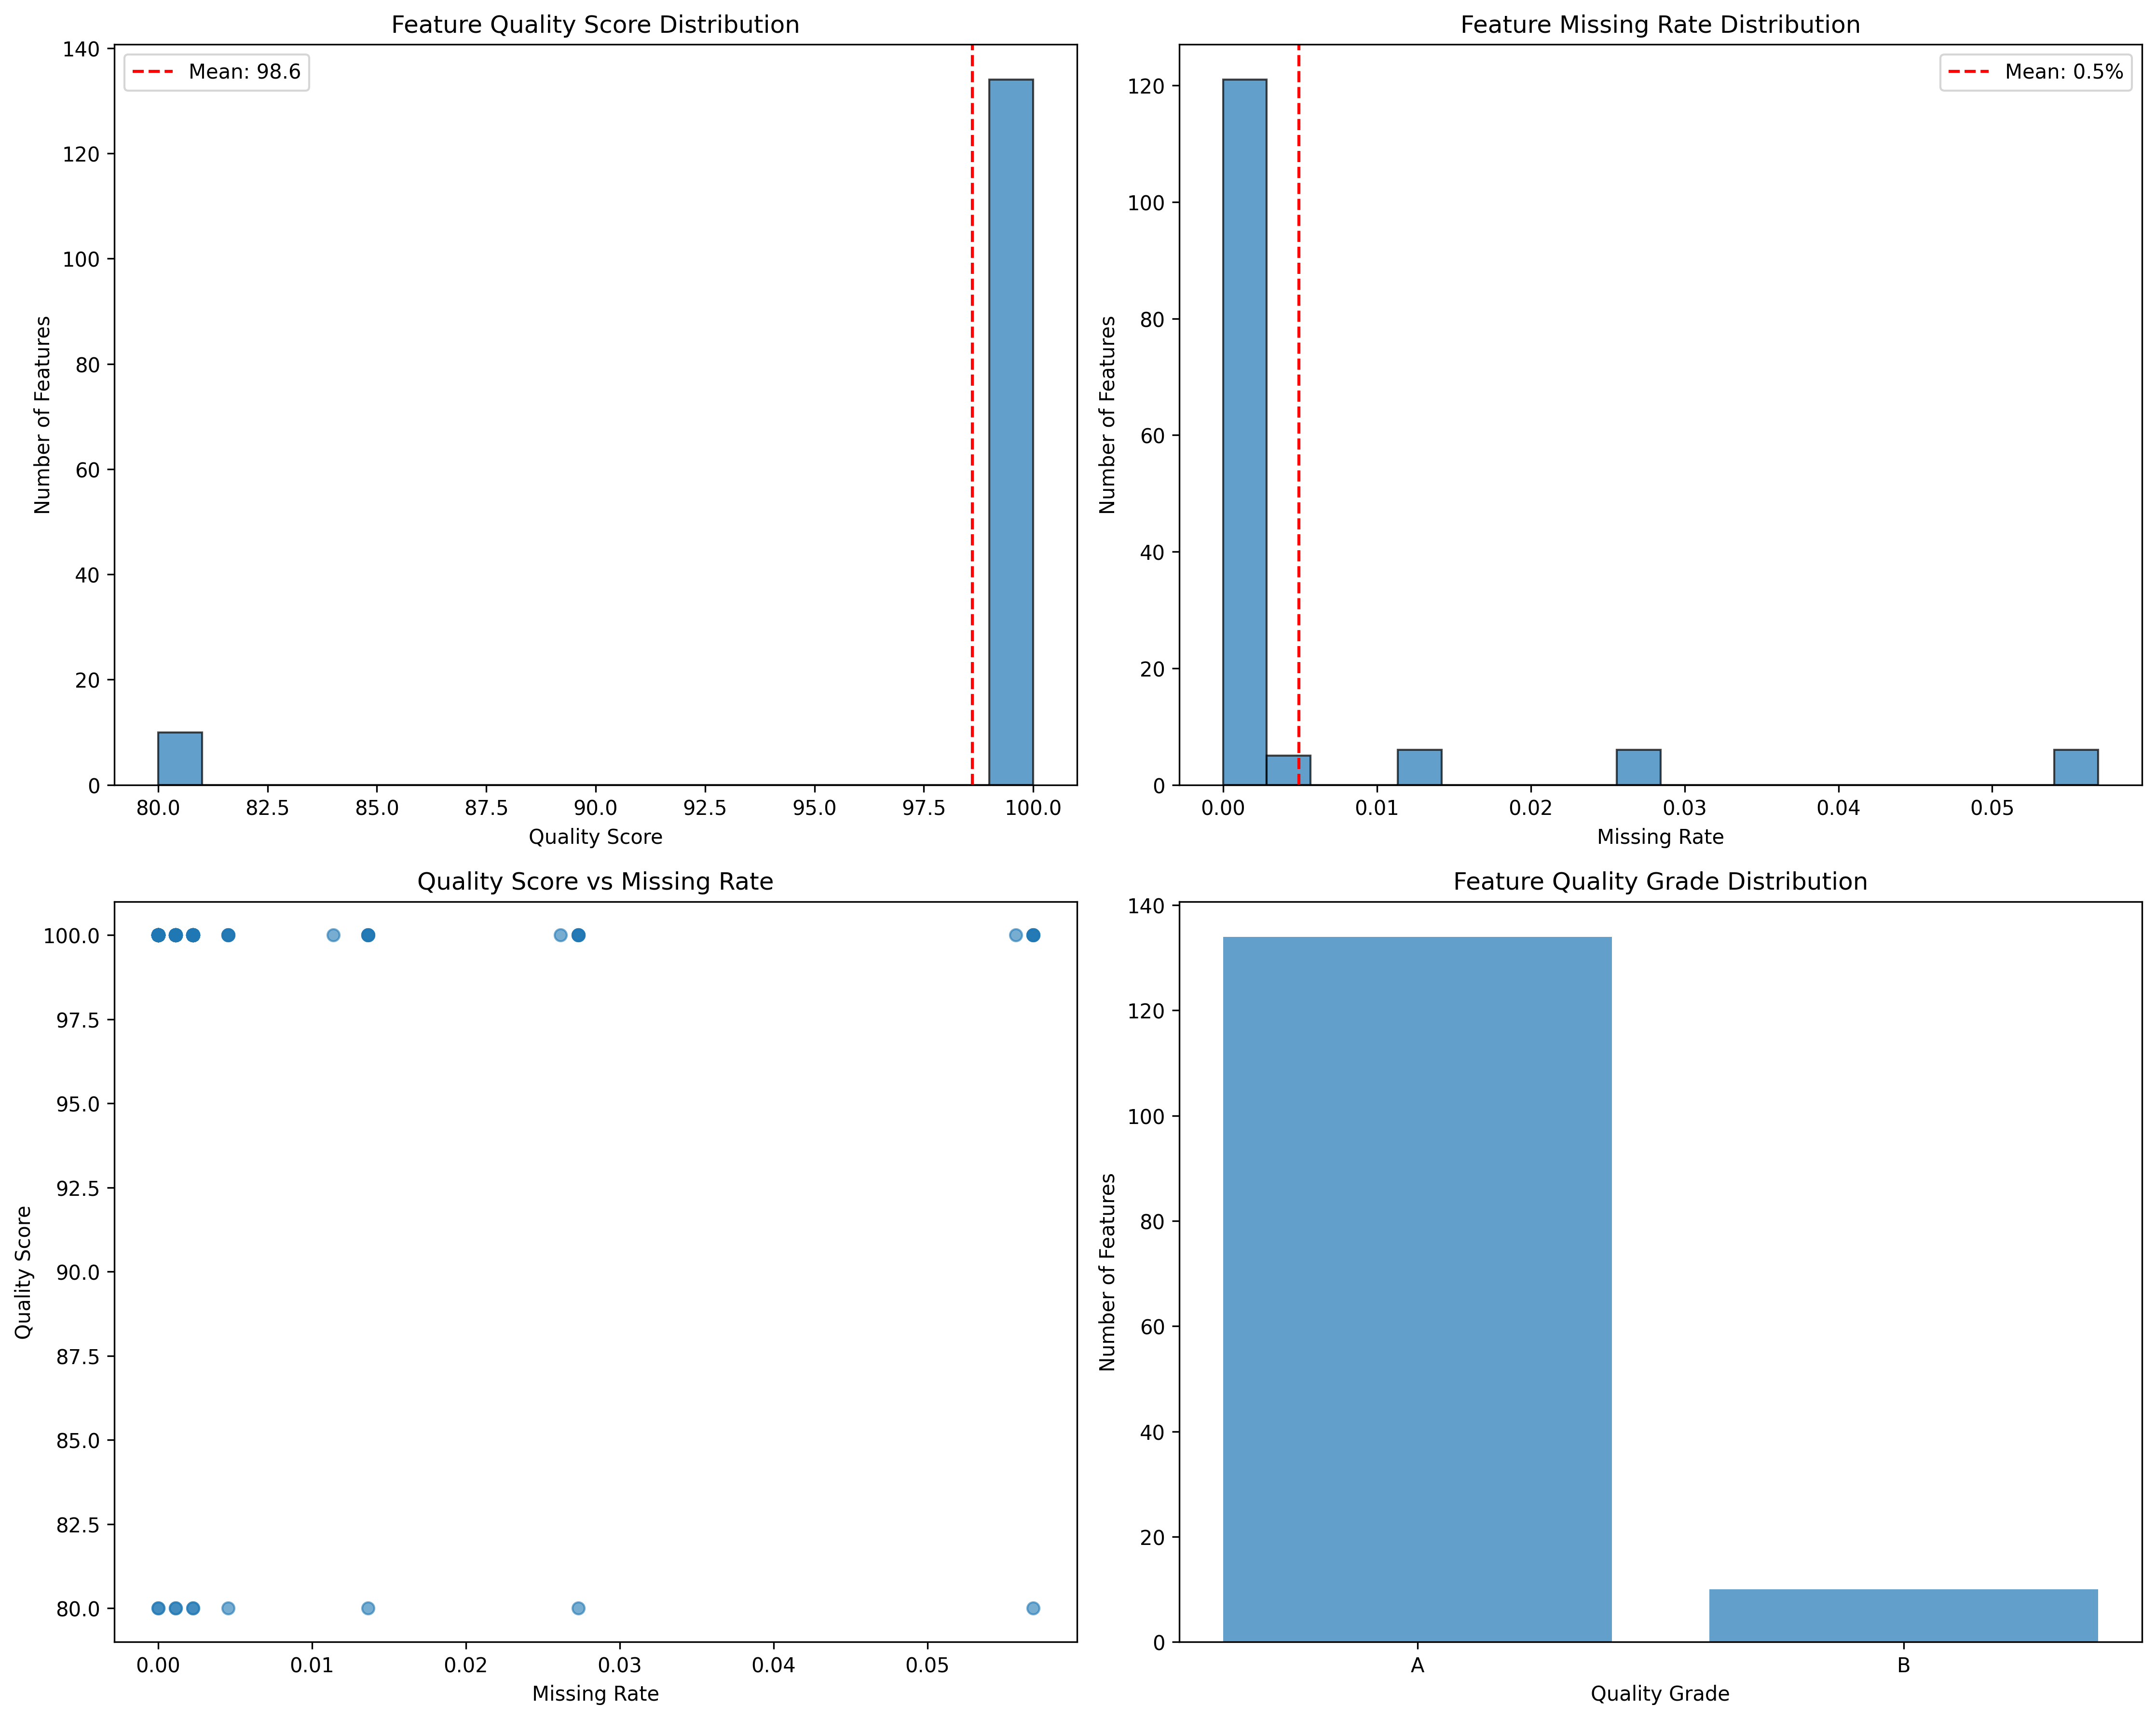 Feature Quality Score Distribution
Mean: 98.6
140
120
100
80
60
40
20
0
Number of Features
80.0 82.5 85.0 87.5 90.0 92.5 95.0 97.5 100.0
Quality Score
Feature Missing Rate Distribution
Mean: 0.5%
120
100
80
60
40
20
0
Number of Features
0.00 0.01 0.02 0.03 0.04 0.05
Missing Rate
Quality Score vs Missing Rate
100.0
97.5
95.0
92.5
90.0
87.5
85.0
82.5
80.0
Quality Score
0.00 0.01 0.02 0.03 0.04 0.05
Missing Rate
Feature Quality Grade Distribution
140
120
100
80
60
40
20
0
Number of Features
A B
Quality Grade